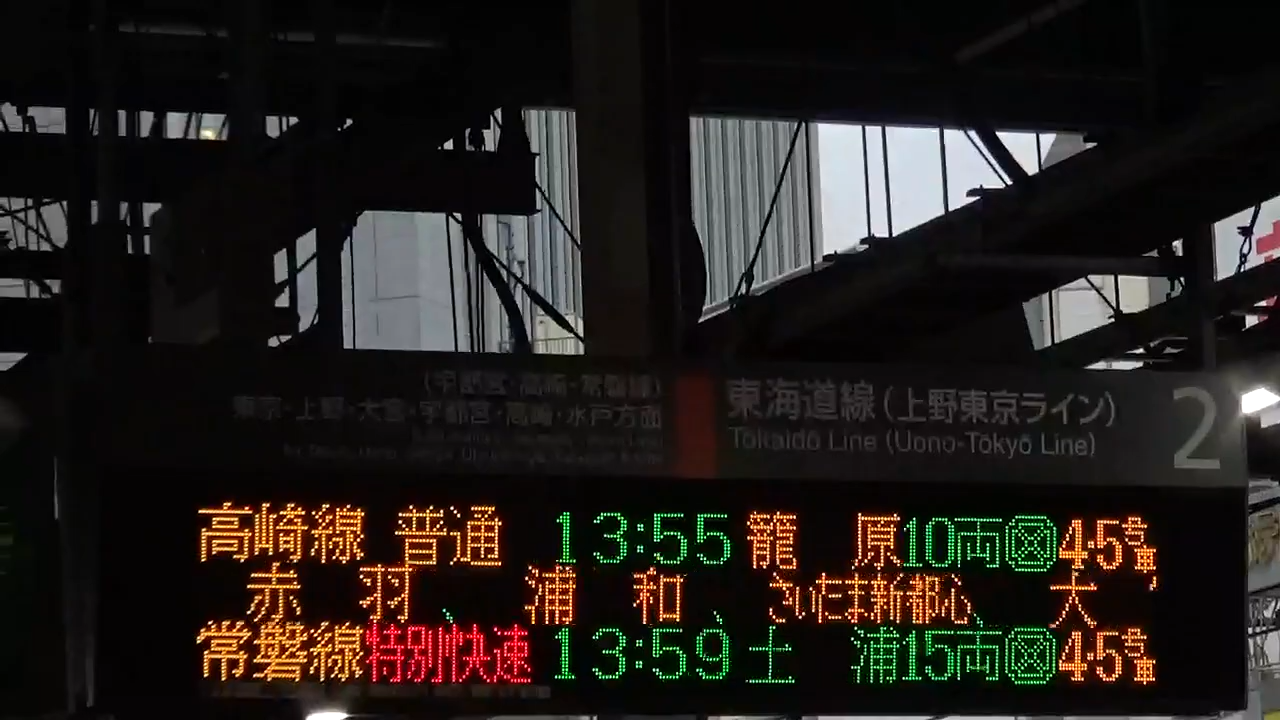 (宇都宮・高崎・常磐線)
東京・上野・大宮・宇都宮・高崎・水戸方面
東海道線(上野東京ライン)
Tōkaidō Line (Ueno-Tōkyō Line)
2
高崎線 普通 13:55 籠原 10両 4・5号車
赤羽、浦和、さいたま新都心、大
常磐線 特別快速 13:59 土浦 15両 4・5号車